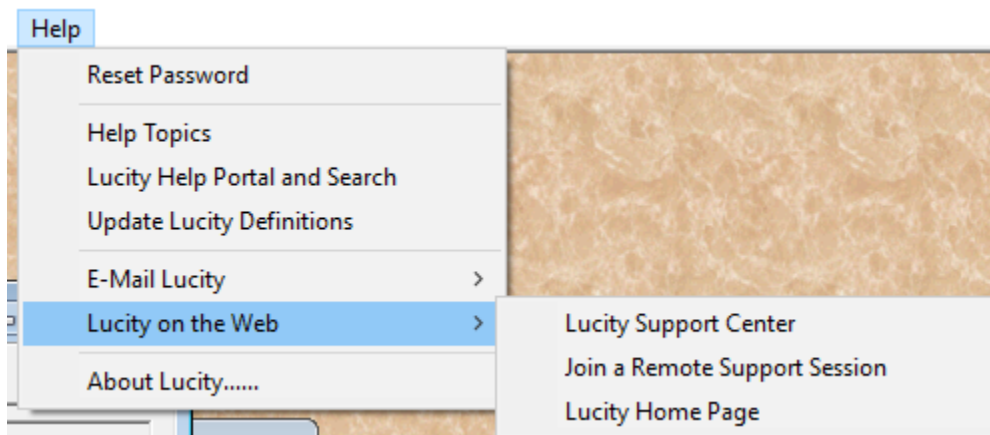 Help
Reset Password
Help Topics
Lucity Help Portal and Search
Update Lucity Definitions
E-Mail Lucity
Lucity on the Web
About Lucity......
Lucity Support Center
Join a Remote Support Session
Lucity Home Page